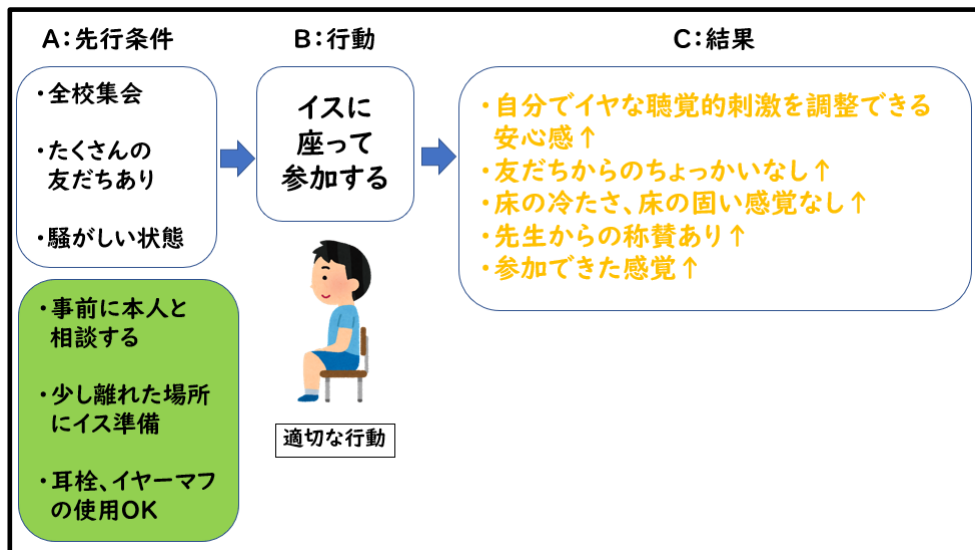 A:先行条件
・全校集会
・たくさんの
友だちあり
・騒がしい状態
・事前に本人と
相談する
・少し離れた場所
にイス準備
・耳栓、イヤーマフ
の使用OK
B:行動
イスに
座って
参加する
適切な行動
C:結果
・自分でイヤな聴覚的刺激を調整できる
安心感↑
・友だちからのちょっかいなし↑
・床の冷たさ、床の固い感覚なし↑
・先生からの称賛あり↑
・参加できた感覚↑